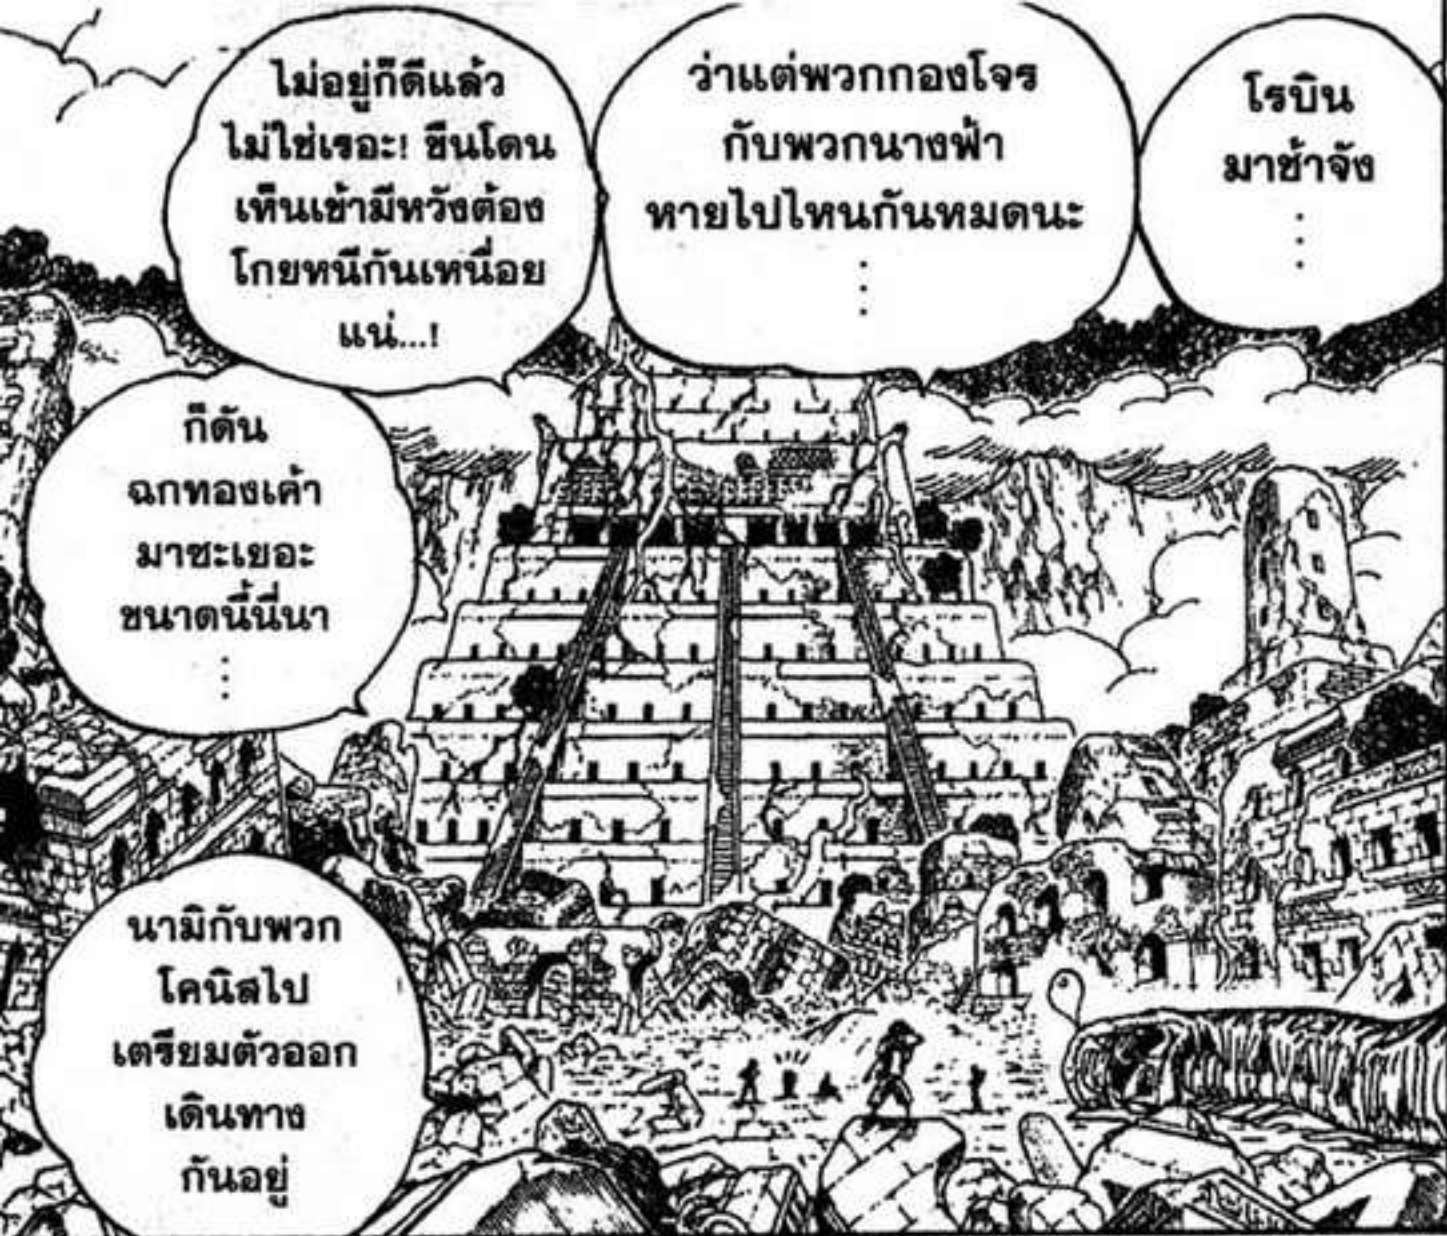 โรบิน
มาช้าจัง
...
ว่าแต่พวกกองโจร
กับพวกนางฟ้า
หายไปไหนกันหมดนะ
...
ไม่อยู่ก็ดีแล้ว
ไม่ใช่เรอะ! ขืนโดน
เห็นเข้ามีหวังต้อง
โกยหนีกันเหนื่อย
แน่...!
ก็ดัน
ฉกทองเค้า
มาซะเยอะ
ขนาดนี้นี่นา
...
นามิกับพวก
โคนิสไป
เตรียมตัวออก
เดินทาง
กันอยู่